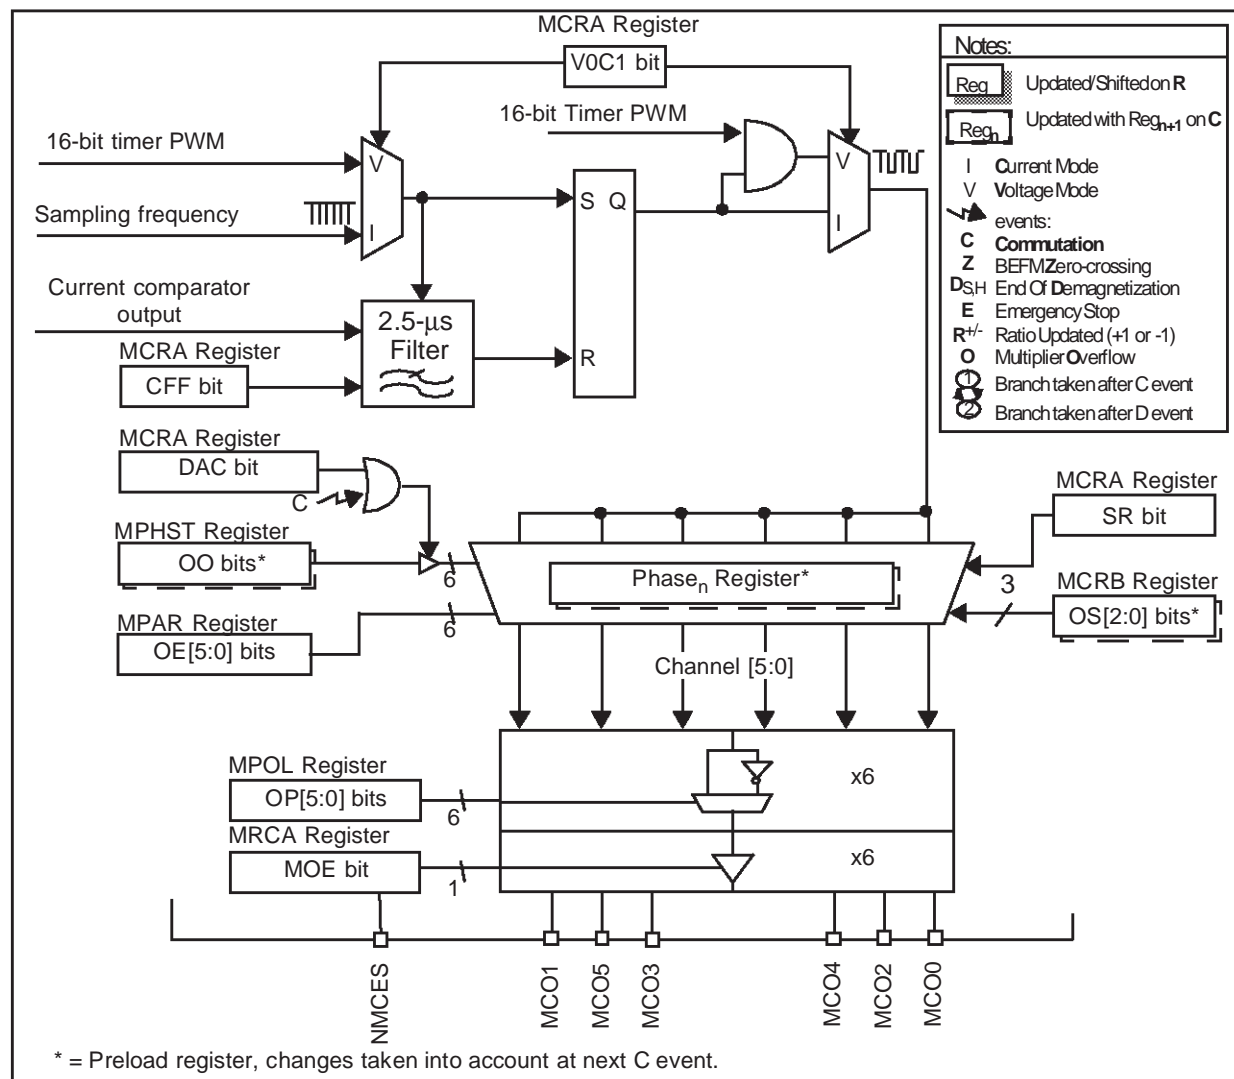 MCRA Register
V0C1 bit
16-bit timer PWM
16-bit Timer PWM
V
V
Sampling frequency
I
S Q
I
Current comparator
output
2.5-µs
Filter
R
MCRA Register
CFF bit
Notes:
Reg Updated/Shifted on R
Regn Updated with Regn+1 on C
I Current Mode
V Voltage Mode
events:
C Commutation
Z BEFM Zero-crossing
DS,H End Of Demagnetization
E Emergency Stop
R+/- Ratio Updated (+1 or -1)
O Multiplier Overflow
1 Branch taken after C event
2 Branch taken after D event
MCRA Register
DAC bit
C
MCRA Register
SR bit
MPHST Register
OO bits*
6
Phasen Register*
3
MCRB Register
OS[2:0] bits*
MPAR Register
OE[5:0] bits
6
Channel [5:0]
MPOL Register
OP[5:0] bits
6
x6
MRCA Register
MOE bit
1
x6
NMCES
MCO1
MCO5
MCO3
MCO4
MCO2
MCO0
* = Preload register, changes taken into account at next C event.